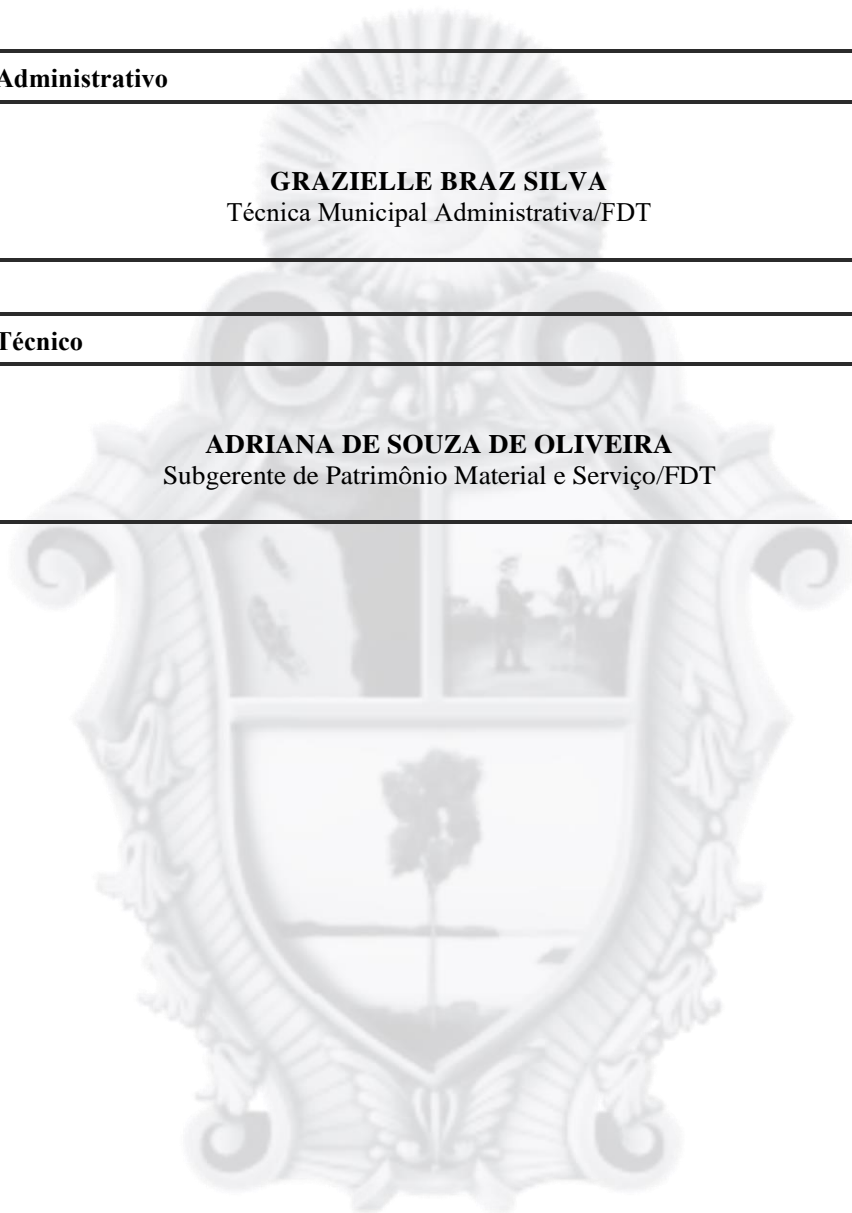 Administrativo
GRAZIELLE BRAZ SILVA
Técnica Municipal Administrativa/FDT
Técnico
ADRIANA DE SOUZA DE OLIVEIRA
Subgerente de Patrimônio Material e Serviço/FDT